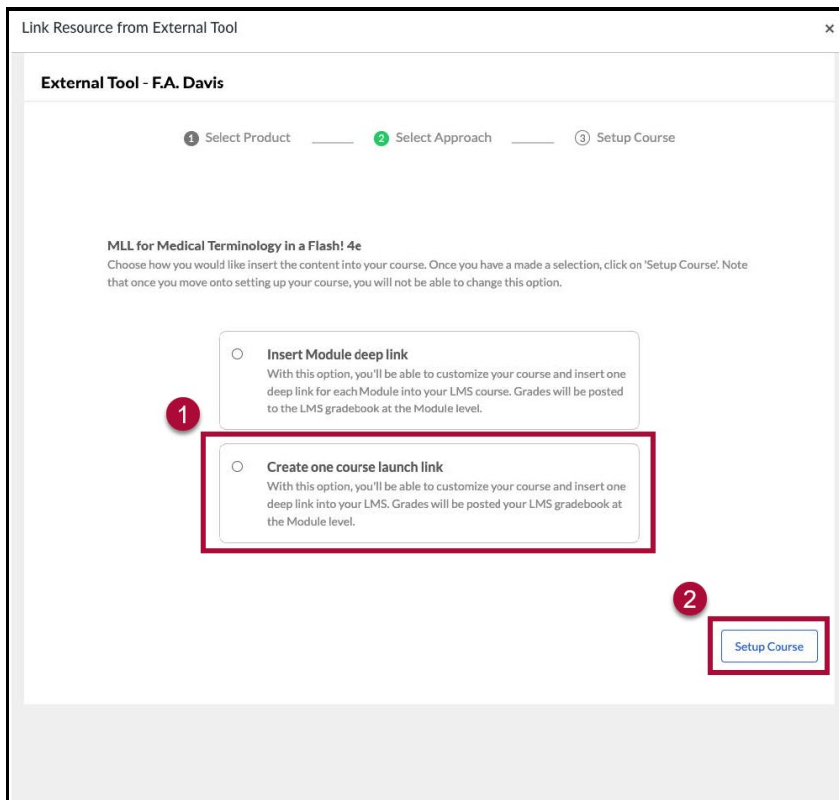 Link Resource from External Tool ×
External Tool - F.A. Davis
1 Select Product 2 Select Approach 3 Setup Course
MLL for Medical Terminology in a Flash! 4e
Choose how you would like insert the content into your course. Once you have a made a selection, click on 'Setup Course'. Note
that once you move onto setting up your course, you will not be able to change this option.
Insert Module deep link
With this option, you'll be able to customize your course and insert one
deep link for each Module into your LMS course. Grades will be posted
to the LMS gradebook at the Module level.
1
Create one course launch link
With this option, you'll be able to customize your course and insert one
deep link into your LMS. Grades will be posted your LMS gradebook at
the Module level.
2
Setup Course